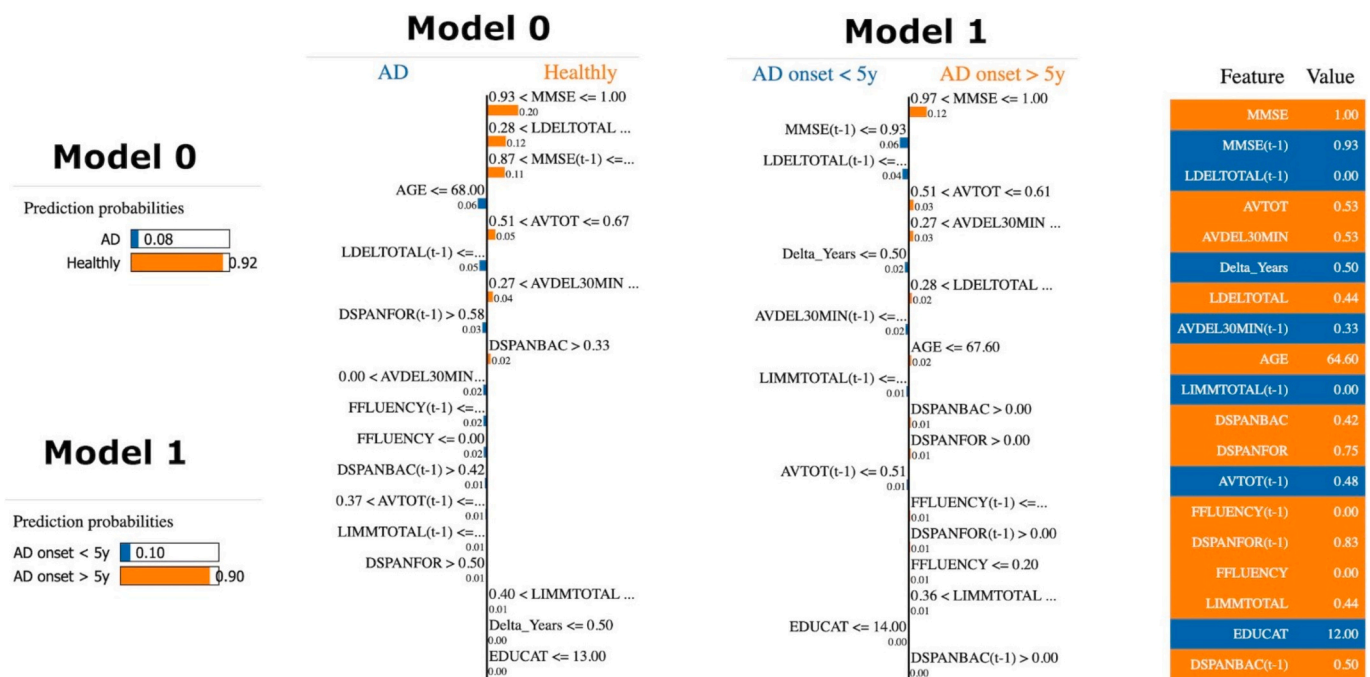 Model 0
Prediction probabilities
AD 0.08
Healthly 0.92
Model 1
Prediction probabilities
AD onset < 5y 0.10
AD onset > 5y 0.90
Model 0
AD Healthly
0.93 < MMSE <= 1.00
0.20
0.28 < LDELTOTAL ...
0.12
0.87 < MMSE(t-1) <=...
0.11
AGE <= 68.00
0.06
0.51 < AVTOT <= 0.67
0.05
LDELTOTAL(t-1) <=...
0.05
0.27 < AVDEL30MIN ...
0.04
DSPANFOR(t-1) > 0.58
0.03
DSPANBAC > 0.33
0.02
0.00 < AVDEL30MIN...
0.02
FFLUENCY(t-1) <=...
0.02
FFLUENCY <= 0.00
0.02
DSPANBAC(t-1) > 0.42
0.01
0.37 < AVTOT(t-1) <=...
0.01
LIMMTOTAL(t-1) <=...
0.01
DSPANFOR > 0.50
0.01
0.40 < LIMMTOTAL ...
0.01
Delta_Years <= 0.50
0.00
EDUCAT <= 13.00
0.00
Model 1
AD onset < 5y AD onset > 5y
0.97 < MMSE <= 1.00
0.12
MMSE(t-1) <= 0.93
0.06
LDELTOTAL(t-1) <=...
0.04
0.51 < AVTOT <= 0.61
0.03
0.27 < AVDEL30MIN ...
0.03
Delta_Years <= 0.50
0.02
0.28 < LDELTOTAL ...
0.02
AVDEL30MIN(t-1) <=...
0.02
AGE <= 67.60
0.02
LIMMTOTAL(t-1) <=...
0.01
DSPANBAC > 0.00
0.01
DSPANFOR > 0.00
0.01
AVTOT(t-1) <= 0.51
0.01
FFLUENCY(t-1) <=...
0.01
DSPANFOR(t-1) > 0.00
0.01
FFLUENCY <= 0.20
0.01
0.36 < LIMMTOTAL ...
0.01
EDUCAT <= 14.00
0.00
DSPANBAC(t-1) > 0.00
0.00
Feature Value
MMSE 1.00
MMSE(t-1) 0.93
LDELTOTAL(t-1) 0.00
AVTOT 0.53
AVDEL30MIN 0.53
Delta_Years 0.50
LDELTOTAL 0.44
AVDEL30MIN(t-1) 0.33
AGE 64.60
LIMMTOTAL(t-1) 0.00
DSPANBAC 0.42
DSPANFOR 0.75
AVTOT(t-1) 0.48
FFLUENCY(t-1) 0.00
DSPANFOR(t-1) 0.83
FFLUENCY 0.00
LIMMTOTAL 0.44
EDUCAT 12.00
DSPANBAC(t-1) 0.50